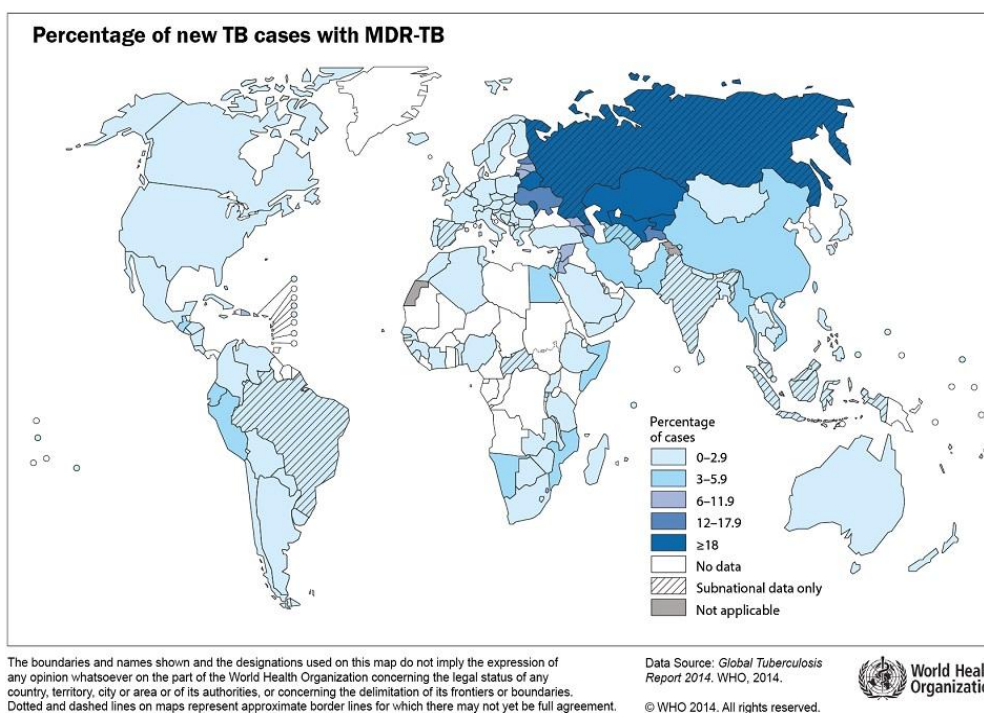 Percentage of new TB cases with MDR-TB
Percentage
of cases
0–2.9
3–5.9
6–11.9
12–17.9
≥18
No data
Subnational data only
Not applicable
The boundaries and names shown and the designations used on this map do not imply the expression of
any opinion whatsoever on the part of the World Health Organization concerning the legal status of any
country, territory, city or area or of its authorities, or concerning the delimitation of its frontiers or boundaries.
Dotted and dashed lines on maps represent approximate border lines for which there may not yet be full agreement.
Data Source: Global Tuberculosis
Report 2014. WHO, 2014.
© WHO 2014. All rights reserved.
World Heal
Organizatio